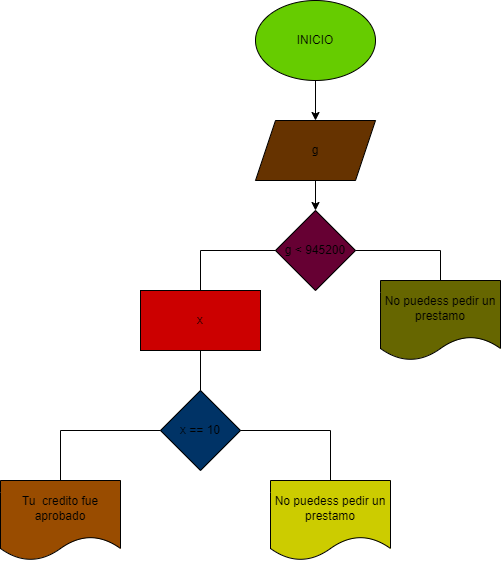 INICIO
g
g < 945200
No puedess pedir un
prestamo
x
x == 10
Tu  credito fue
aprobado
No puedess pedir un
prestamo